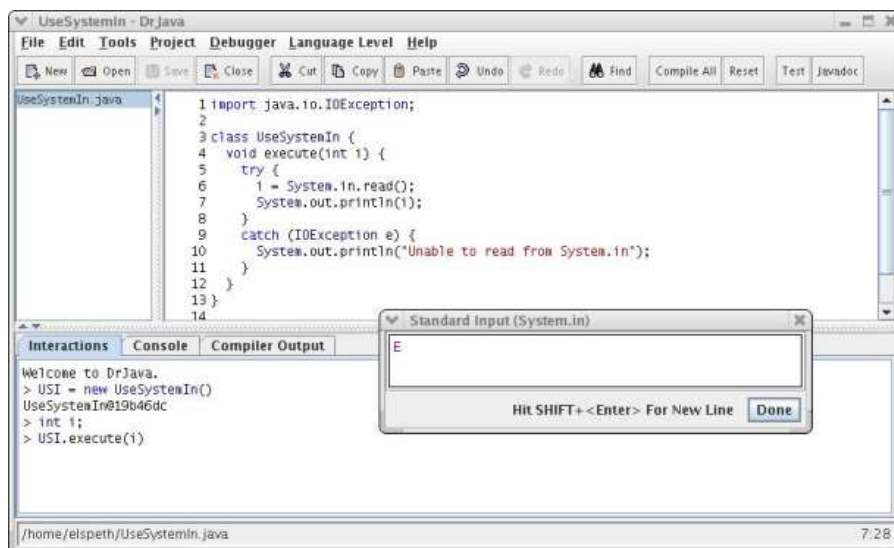 UseSystemIn - DrJava
File Edit Tools Project Debugger Language Level Help
New Open Save Close Cut Copy Paste Undo Redo Find Compile All Reset Test Javadoc
UseSystemIn.java
1 import java.io.IOException;
2
3 class UseSystemIn {
4 void execute(int i) {
5 try {
6 i = System.in.read();
7 System.out.println(i);
8 }
9 catch (IOException e) {
10 System.out.println("Unable to read from System.in");
11 }
12 }
13 }
14
Standard Input (System.in)
E
Hit SHIFT+<Enter> For New Line Done
Interactions Console Compiler Output
Welcome to DrJava.
> USI = new UseSystemIn()
UseSystemIn@19b46dc
> int i;
> USI.execute(i)
/home/elspeth/UseSystemIn.java 7:28